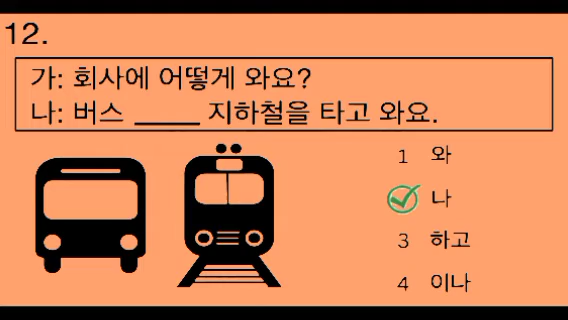 12.
가: 회사에 어떻게 와요?
나: 버스 _____ 지하철을 타고 와요.
1 와
나
3 하고
4 이나